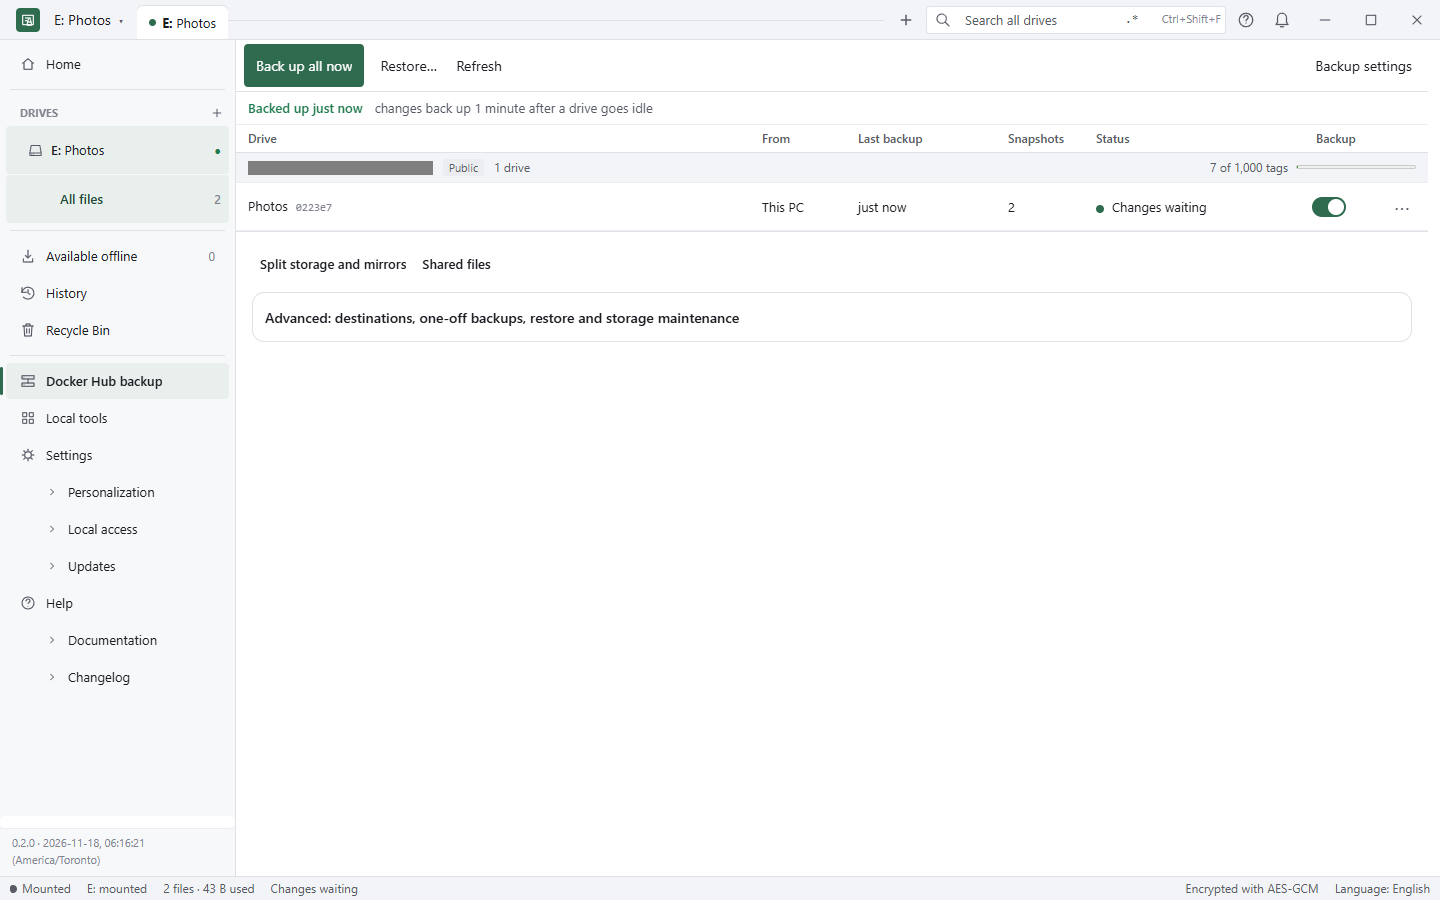 E: Photos
E: Photos
Search all drives
.*
Ctrl+Shift+F
Home
DRIVES
E: Photos
All files 2
Available offline 0
History
Recycle Bin
Docker Hub backup
Local tools
Settings
Personalization
Local access
Updates
Help
Documentation
Changelog
0.2.0 · 2026-11-18, 06:16:21
(America/Toronto)
Back up all now Restore... Refresh Backup settings
Backed up just now changes back up 1 minute after a drive goes idle
Drive From Last backup Snapshots Status Backup
Public 1 drive 7 of 1,000 tags
Photos 0223e7 This PC just now 2 Changes waiting ...
Split storage and mirrors Shared files
Advanced: destinations, one-off backups, restore and storage maintenance
Mounted E: mounted 2 files · 43 B used Changes waiting Encrypted with AES-GCM Language: English